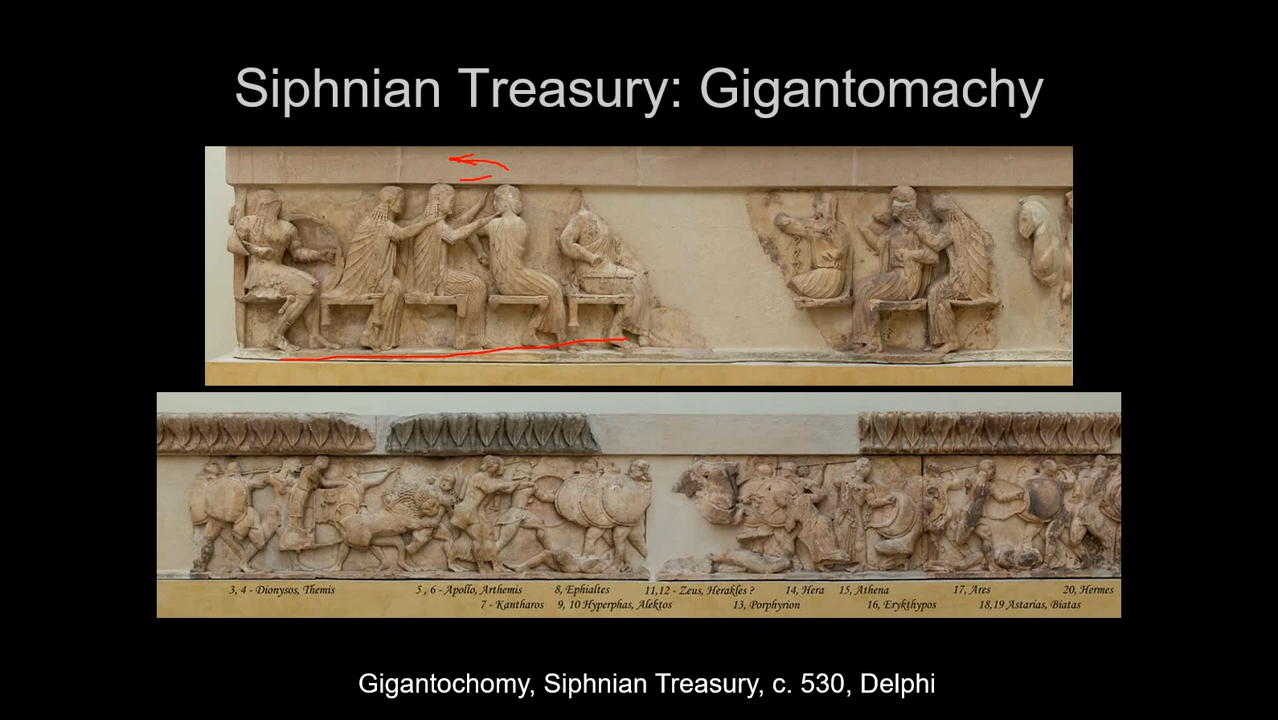 Siphnian Treasury: Gigantomachy
3, 4 - Dionysos, Themis 5 , 6 - Apollo, Arthemis 8, Ephialtes 11,12 - Zeus, Herakles ? 14, Hera 15, Athena 17, Ares 20, Hermes
7 - Kantharos 9, 10 Hyperphas, Alektos 13, Porphyrion 16, Erykthypos 18,19 Astarias, Biatas
Gigantochomy, Siphnian Treasury, c. 530, Delphi